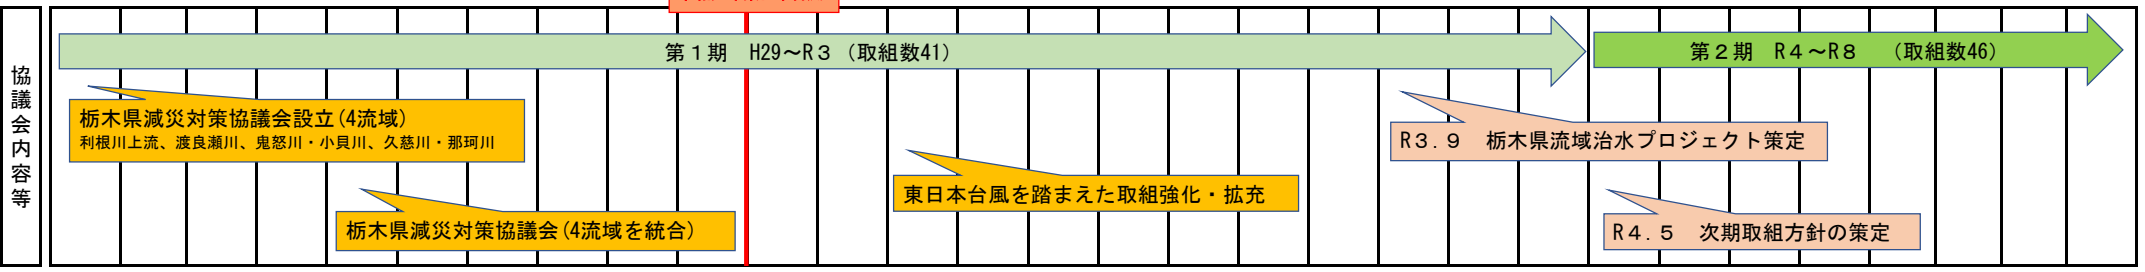 協議会内容等
第１期　H29～R３（取組数41）
第２期　R４～R８　（取組数46）
栃木県減災対策協議会設立(4流域)
利根川上流、渡良瀬川、鬼怒川・小貝川、久慈川・那珂川
R３.９　栃木県流域治水プロジェクト策定
東日本台風を踏まえた取組強化・拡充
栃木県減災対策協議会(4流域を統合)
R４.５　次期取組方針の策定